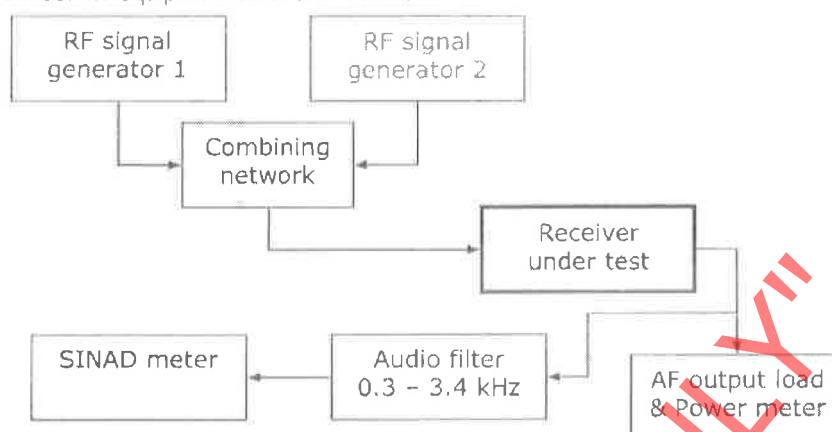 RF signal
generator 1
RF signal
generator 2
Combining
network
Receiver
under test
SINAD meter
Audio filter
0.3 – 3.4 kHz
AF output load
& Power meter
LY"